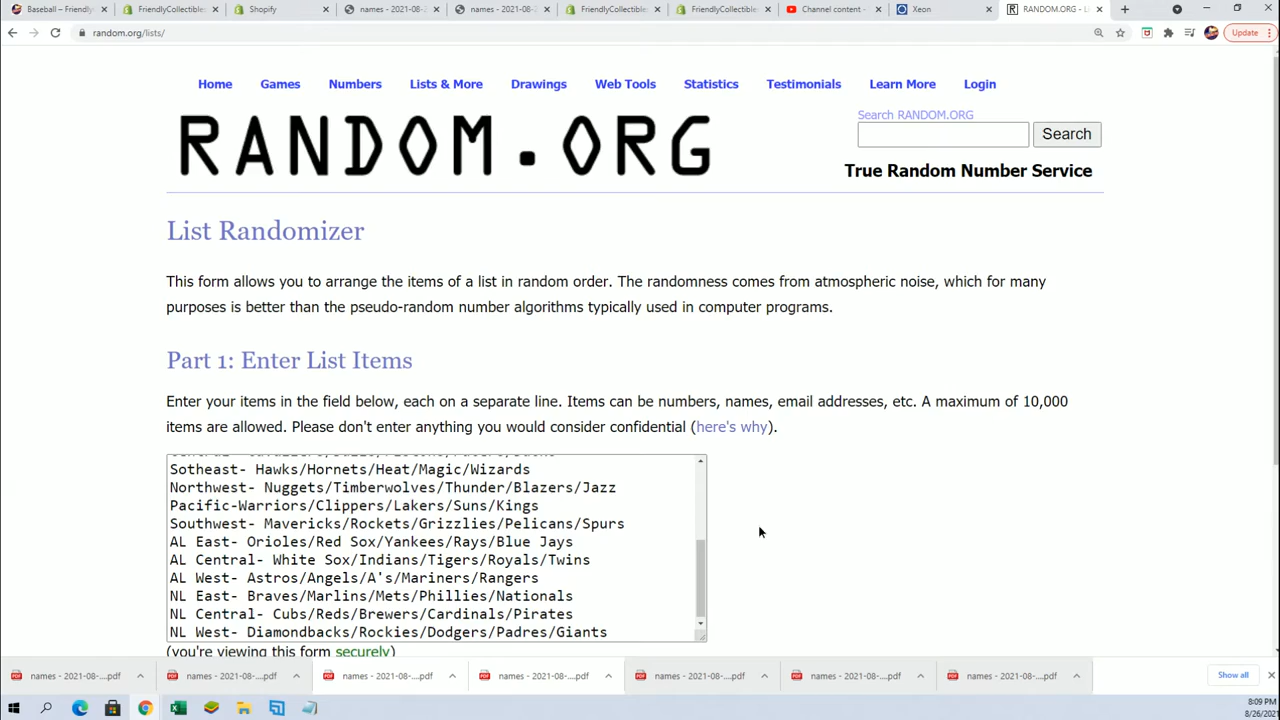 Baseball – Friendly
FriendlyCollectibles
Shopify
names - 2021-08-2
names - 2021-08-
FriendlyCollectibles
FriendlyCollectibles
Channel content -
Xeon
RANDOM.ORG - Li
random.org/lists/
Update
Home Games Numbers Lists & More Drawings Web Tools Statistics Testimonials Learn More Login
Search RANDOM.ORG
RANDOM.ORG
Search
True Random Number Service
List Randomizer
This form allows you to arrange the items of a list in random order. The randomness comes from atmospheric noise, which for many
purposes is better than the pseudo-random number algorithms typically used in computer programs.
Part 1: Enter List Items
Enter your items in the field below, each on a separate line. Items can be numbers, names, email addresses, etc. A maximum of 10,000
items are allowed. Please don't enter anything you would consider confidential (here's why).
Sotheast- Hawks/Hornets/Heat/Magic/Wizards
Northwest- Nuggets/Timberwolves/Thunder/Blazers/Jazz
Pacific-Warriors/Clippers/Lakers/Suns/Kings
Southwest- Mavericks/Rockets/Grizzlies/Pelicans/Spurs
AL East- Orioles/Red Sox/Yankees/Rays/Blue Jays
AL Central- White Sox/Indians/Tigers/Royals/Twins
AL West- Astros/Angels/A's/Mariners/Rangers
NL East- Braves/Marlins/Mets/Phillies/Nationals
NL Central- Cubs/Reds/Brewers/Cardinals/Pirates
NL West- Diamondbacks/Rockies/Dodgers/Padres/Giants
(you're viewing this form securely)
names - 2021-08-....pdf
names - 2021-08-....pdf
names - 2021-08-....pdf
names - 2021-08-....pdf
names - 2021-08-....pdf
names - 2021-08-....pdf
names - 2021-08-....pdf
Show all
8:09 PM
8/26/202